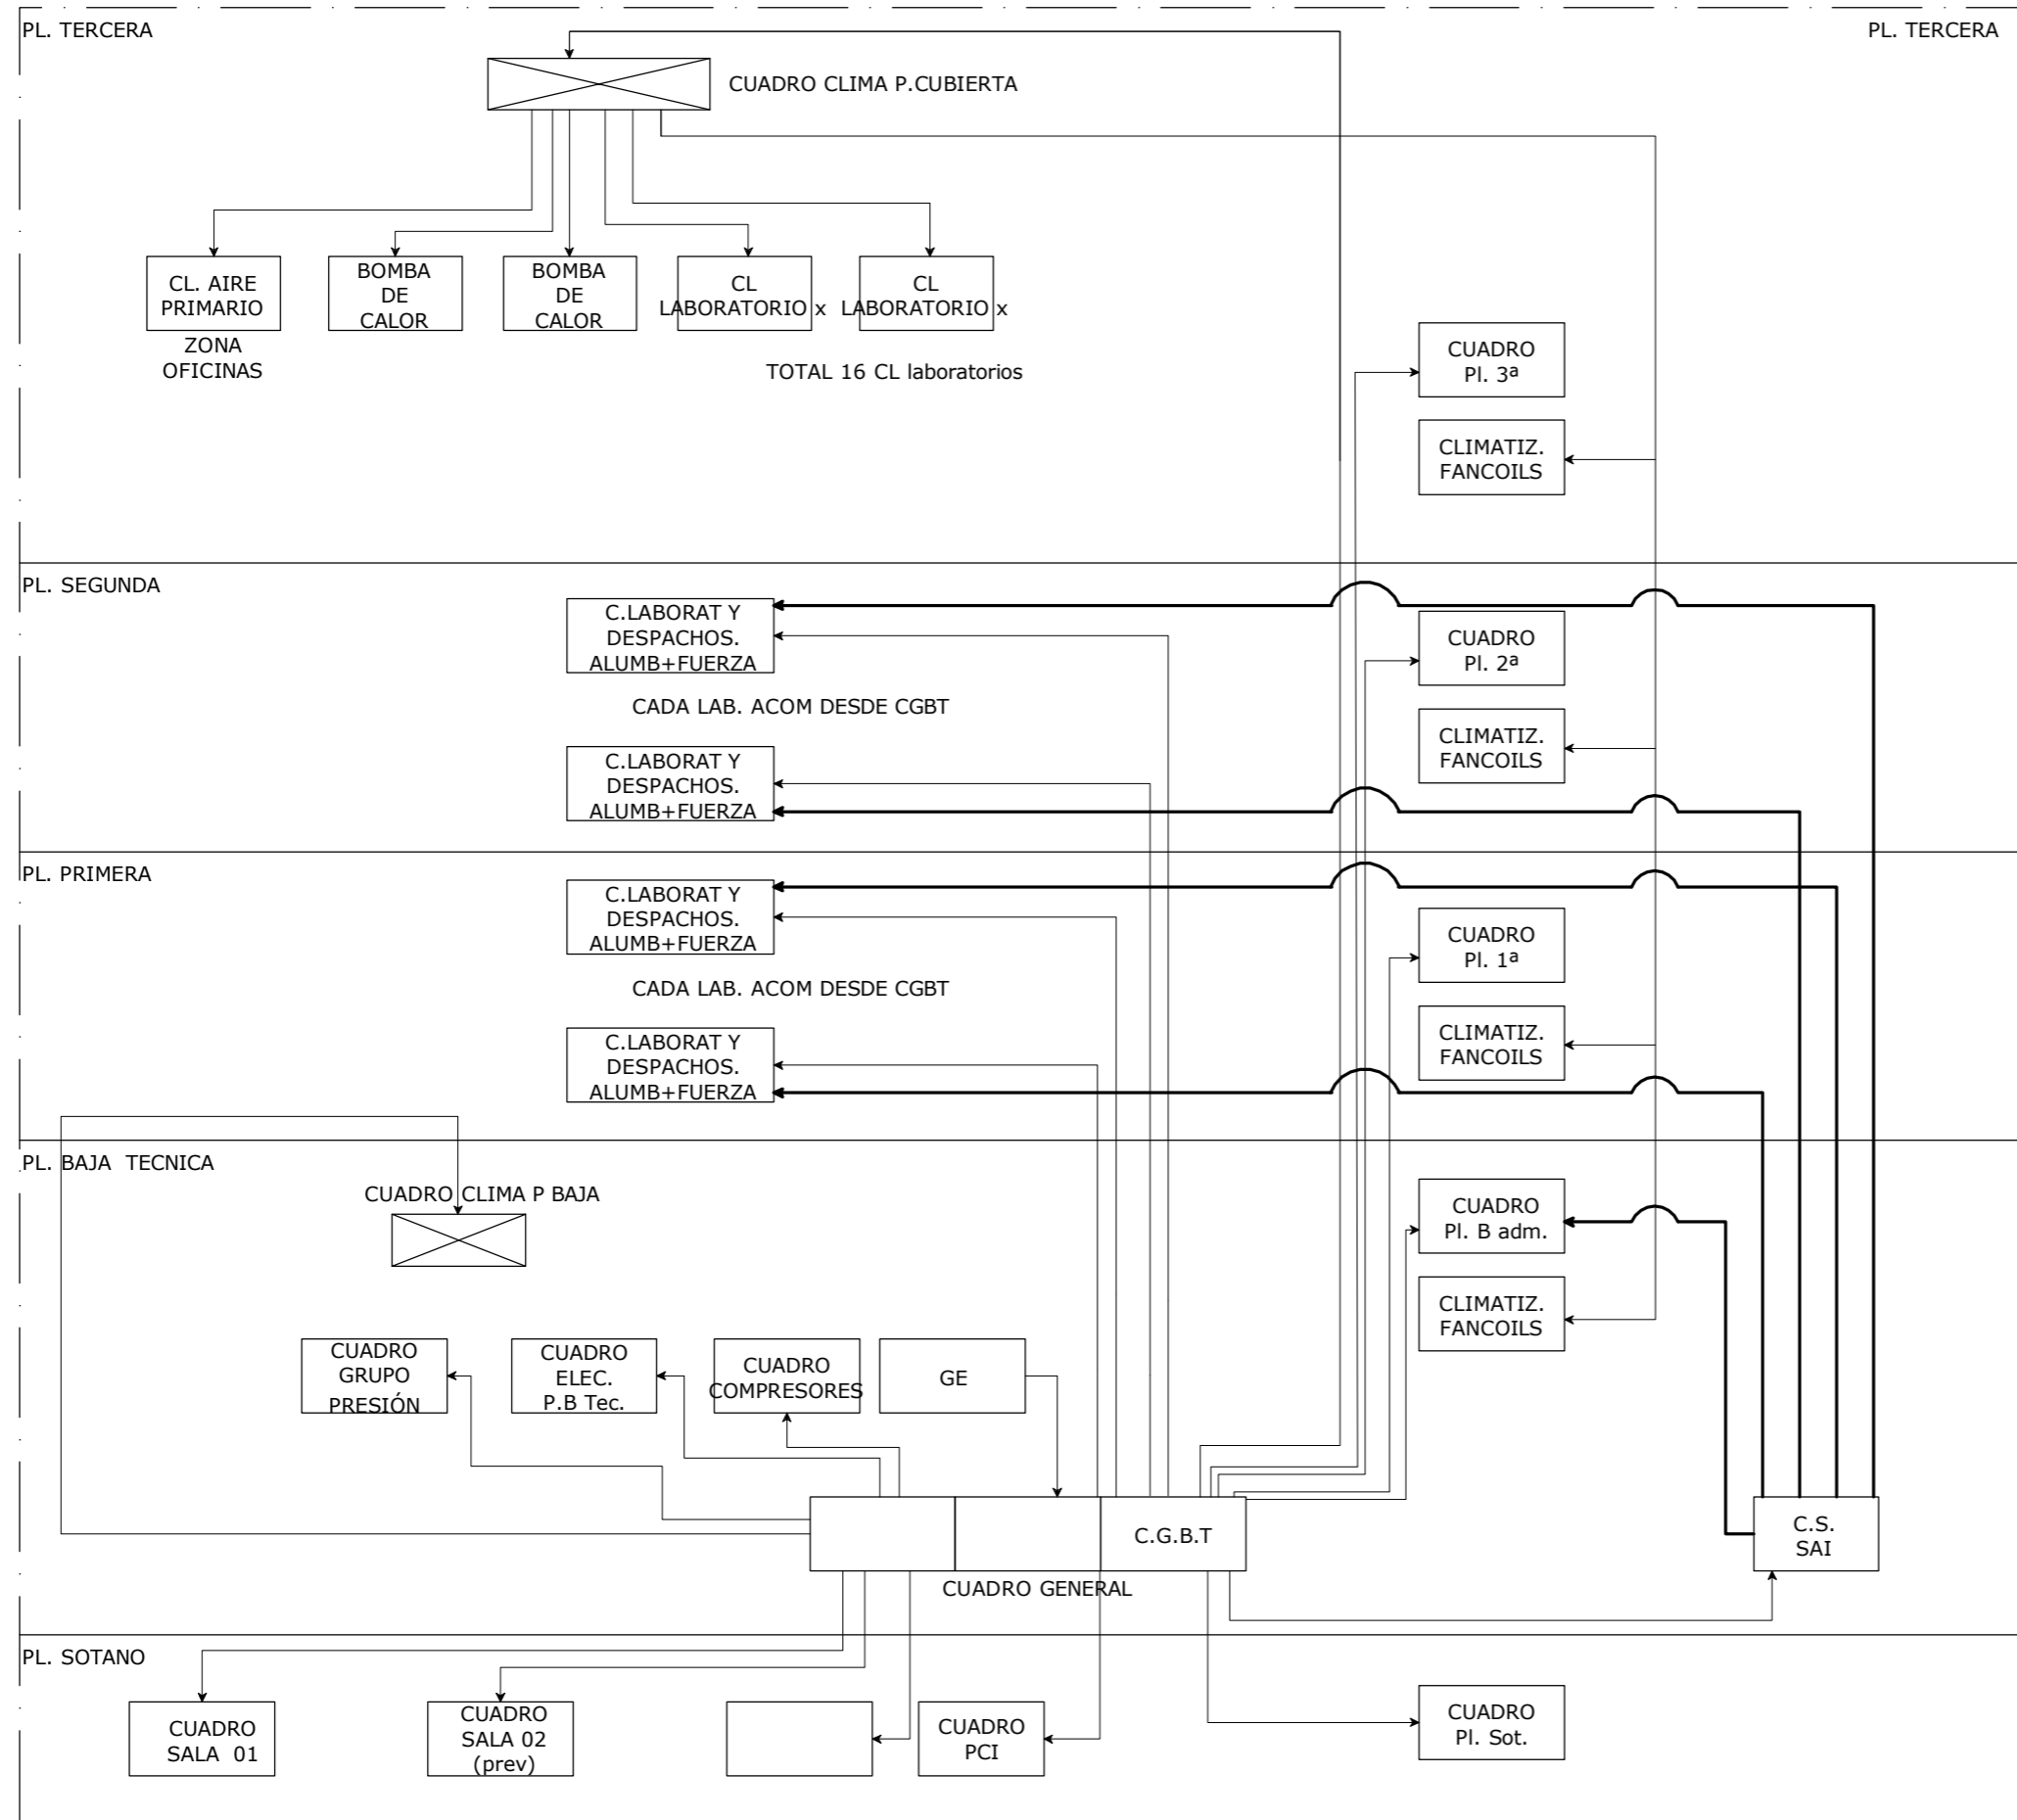 PL. TERCERA
PL. TERCERA
CUADRO CLIMA P.CUBIERTA
CL. AIRE
PRIMARIO
ZONA
OFICINAS
BOMBA
DE
CALOR
BOMBA
DE
CALOR
CL
LABORATORIO x
CL
LABORATORIO x
TOTAL 16 CL laboratorios
CUADRO
Pl. 3ª
CLIMATIZ.
FANCOILS
PL. SEGUNDA
C.LABORAT Y
DESPACHOS.
ALUMB+FUERZA
CADA LAB. ACOM DESDE CGBT
C.LABORAT Y
DESPACHOS.
ALUMB+FUERZA
CUADRO
Pl. 2ª
CLIMATIZ.
FANCOILS
PL. PRIMERA
C.LABORAT Y
DESPACHOS.
ALUMB+FUERZA
CADA LAB. ACOM DESDE CGBT
C.LABORAT Y
DESPACHOS.
ALUMB+FUERZA
CUADRO
Pl. 1ª
CLIMATIZ.
FANCOILS
PL. BAJA TECNICA
CUADRO CLIMA P BAJA
CUADRO
Pl. B adm.
CLIMATIZ.
FANCOILS
CUADRO
GRUPO
PRESIÓN
CUADRO
ELEC.
P.B Tec.
CUADRO
COMPRESORES
GE
C.G.B.T
CUADRO GENERAL
C.S.
SAI
PL. SOTANO
CUADRO
SALA 01
CUADRO
SALA 02
(prev)
CUADRO
PCI
CUADRO
Pl. Sot.